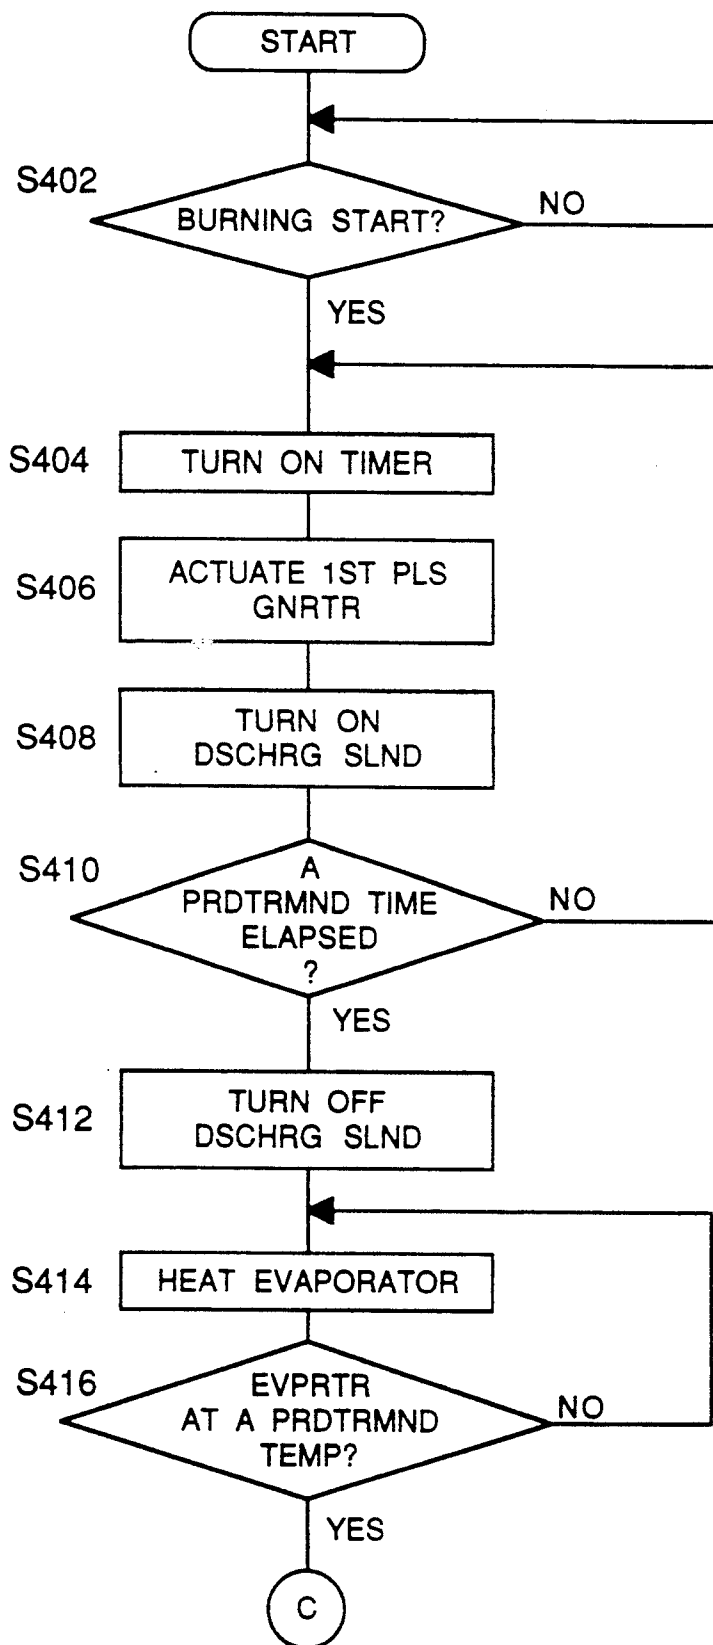 START
S402
BURNING START?
NO
YES
S404
TURN ON TIMER
S406
ACTUATE 1ST PLS
GNRTR
S408
TURN ON
DSCHRG SLND
S410
A
PRDTRMND TIME
ELAPSED
?
NO
YES
S412
TURN OFF
DSCHRG SLND
S414
HEAT EVAPORATOR
S416
EVPRTR
AT A PRDTRMND
TEMP?
NO
YES
C